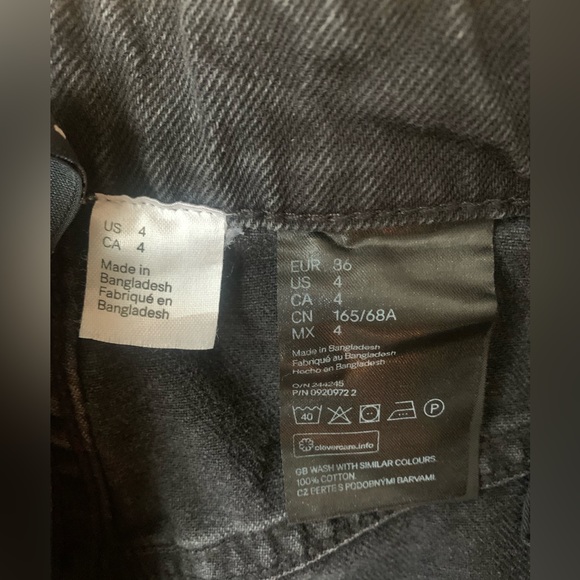 US 4
CA 4
Made in
Bangladesh
Fabriqué en
Bangladesh
EUR 36
US 4
CA 4
CN 165/68A
MX 4
Made in Bangladesh
Fabriqué au Bangladesh
Hecho en Bangladesh
O/N 244245
P/N 0920972 2
40
P
clevercare.info
GB WASH WITH SIMILAR COLOURS.
100% COTTON.
CZ PERTE S PODOBNÝMI BARVAMI.